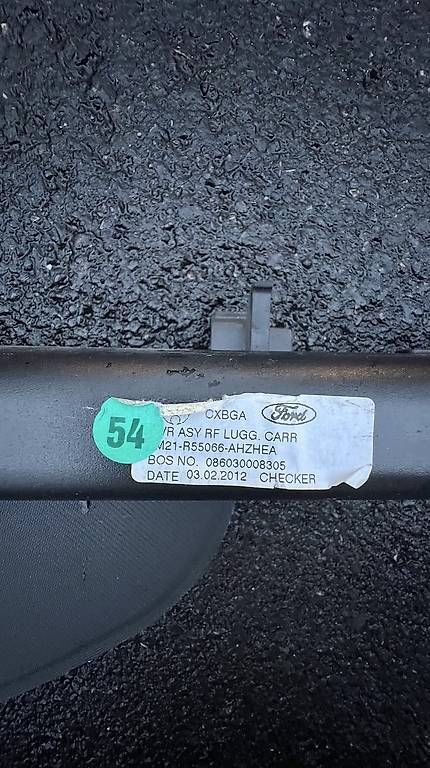 CXBGA Ford
54
ASY RF LUGG. CARR
M21-R55066-AHZHEA
BOS NO. 086030008305
DATE 03.02.2012 CHECKER